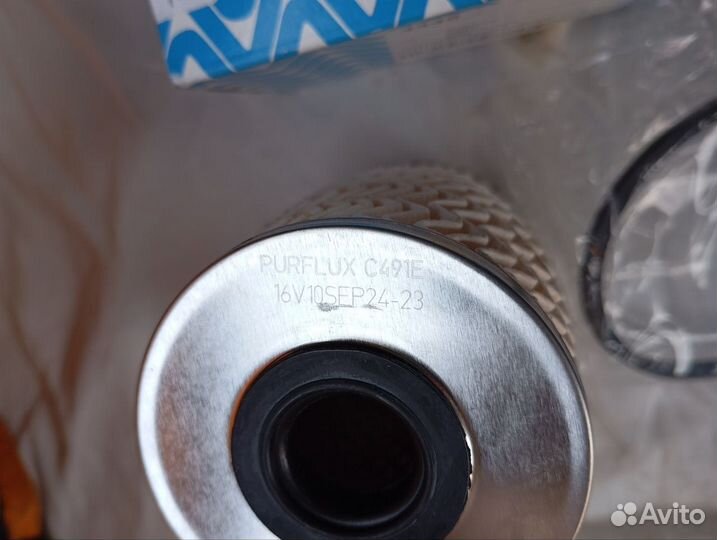 PURFLUX C491E
16V10SEP24-23
Avito